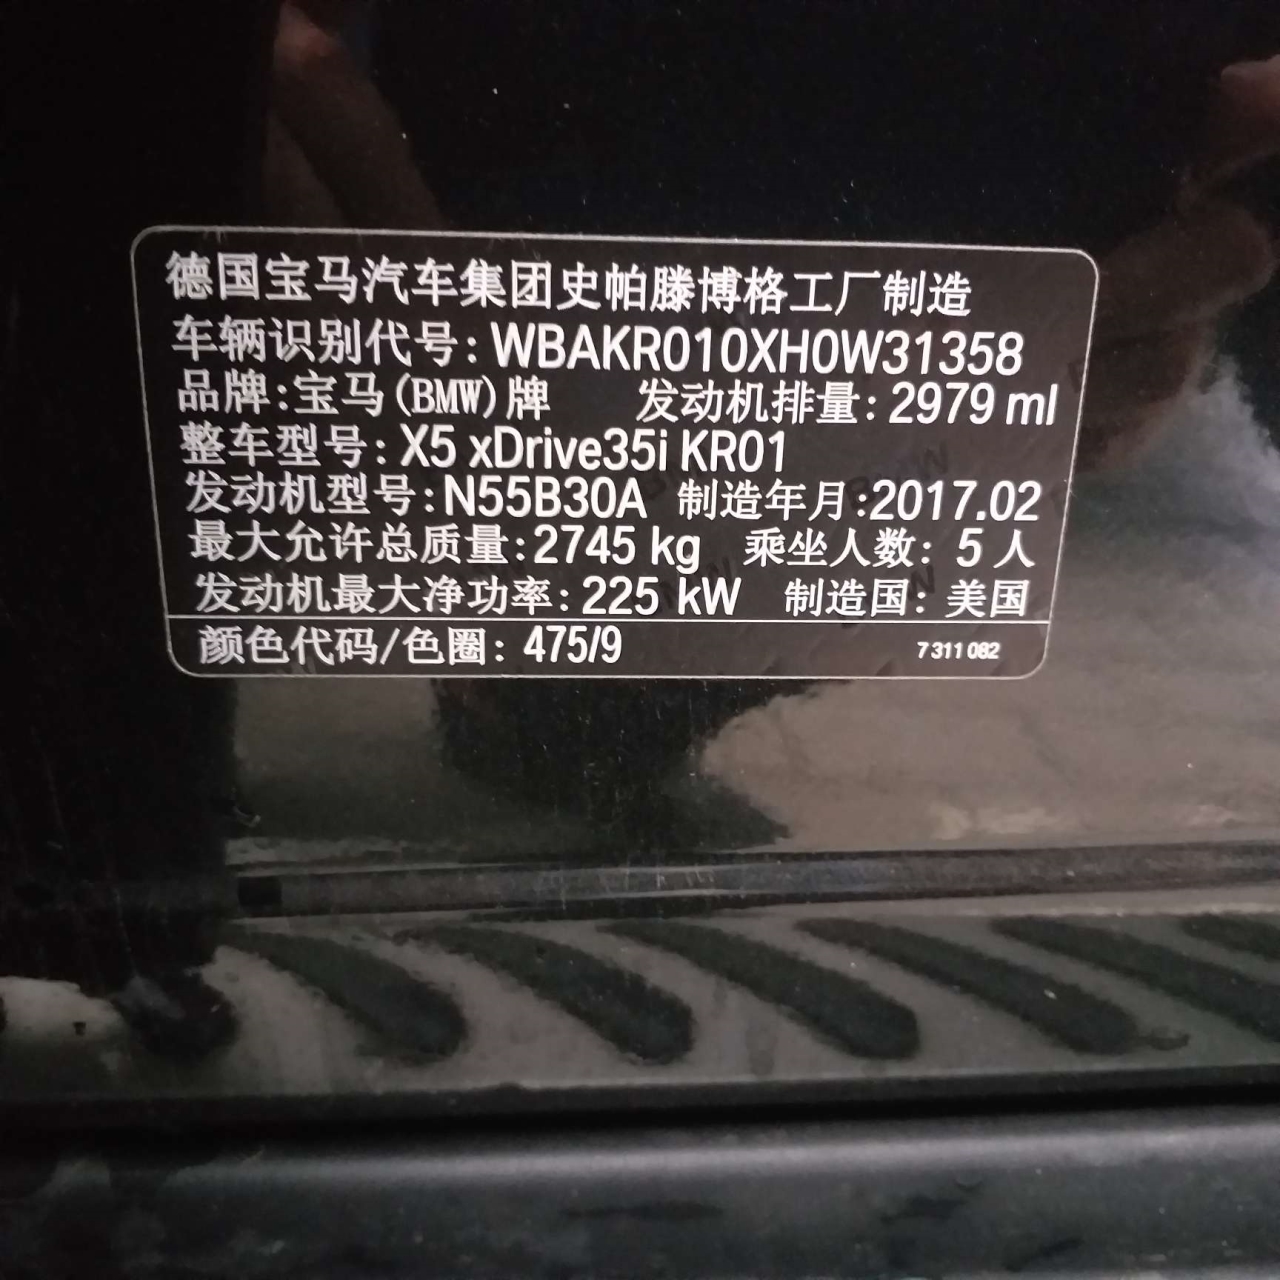 德国宝马汽车集团史帕滕博格工厂制造
车辆识别代号: WBAKR010XH0W31358
品牌:宝马(BMW)牌 发动机排量: 2979 ml
整车型号: X5 xDrive35i KR01
发动机型号:N55B30A 制造年月:2017.02
最大允许总质量:2745 kg 乘坐人数: 5 人
发动机最大净功率: 225 kW 制造国: 美国
颜色代码/色圈: 475/9 7 311 082